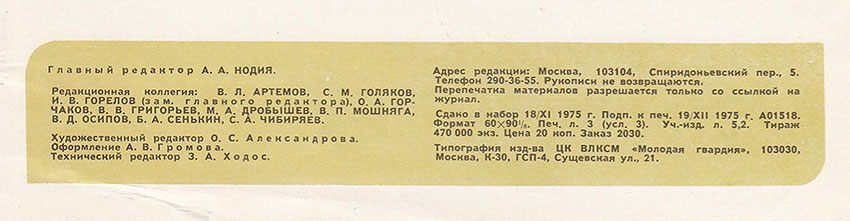 Главный редактор А. А. НОДИЯ.
Редакционная коллегия: В. Л. АРТЕМОВ, С. М. ГОЛЯКОВ,
И. В. ГОРЕЛОВ (зам. главного редактора), О. А. ГОР-
ЧАКОВ, В. В. ГРИГОРЬЕВ, М. А. ДРОБЫШЕВ, В. П. МОШНЯГА,
В. Д. ОСИПОВ, Б. А. СЕНЬКИН, С. А. ЧИБИРЯЕВ.
Художественный редактор О. С. Александрова.
Оформление А. В. Громова.
Технический редактор З. А. Ходос.
Адрес редакции: Москва, 103104, Спиридоньевский пер., 5.
Телефон 290-36-55. Рукописи не возвращаются.
Перепечатка материалов разрешается только со ссылкой на
журнал.
Сдано в набор 18/XI 1975 г. Подп. к печ. 19/XII 1975 г. А01518.
Формат 60×90¹/₈. Печ. л. 3 (усл. 3). Уч.-изд. л. 5,2. Тираж
470 000 экз. Цена 20 коп. Заказ 2030.
Типография изд-ва ЦК ВЛКСМ «Молодая гвардия», 103030,
Москва, К-30, ГСП-4, Сущевская ул., 21.